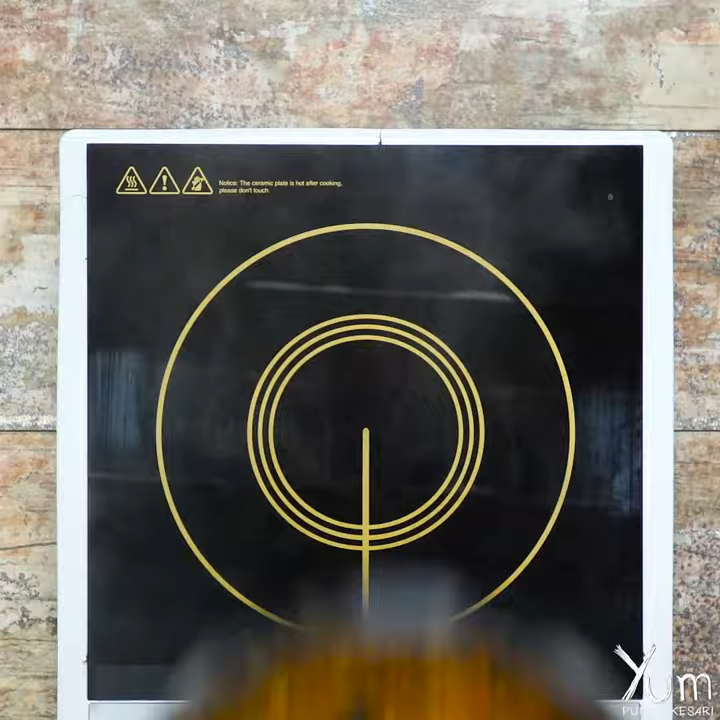 Notice: The ceramic plate is hot after cooking,
please don't touch.
Yum